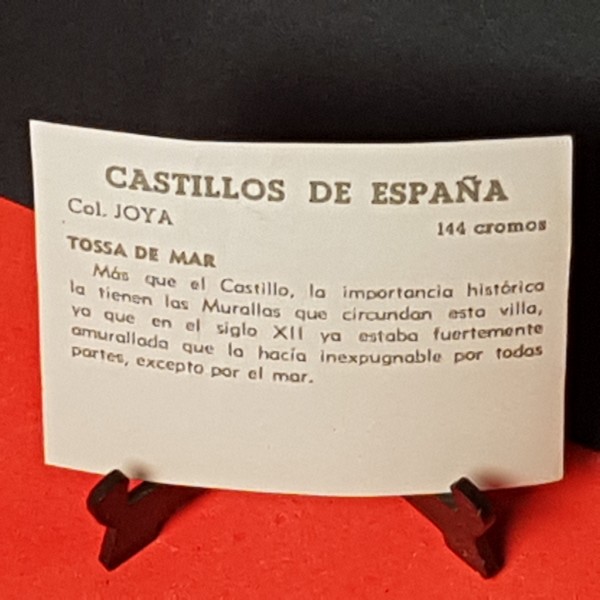 CASTILLOS DE ESPAÑA
Col. JOYA
144 cromos
TOSSA DE MAR
Más que el Castillo, la importancia histórica
la tienen las Murallas que circundan esta villa,
ya que en el siglo XII ya estaba fuertemente
amurallada que la hacía inexpugnable por todas
partes, excepto por el mar.